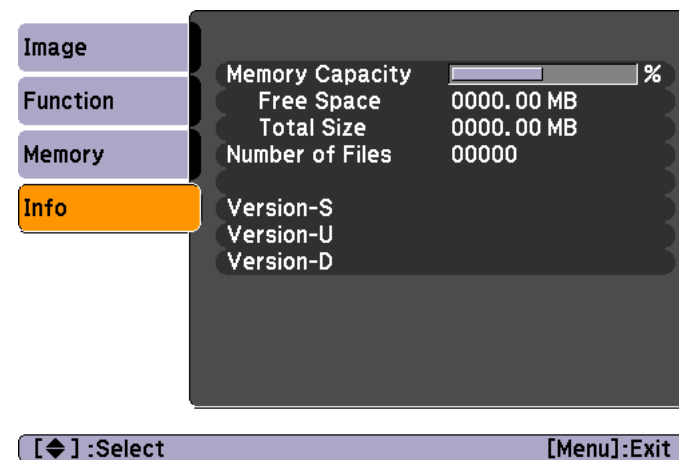 Image
Function
Memory
Info
Memory Capacity %
Free Space 0000.00 MB
Total Size 0000.00 MB
Number of Files 00000
Version-S
Version-U
Version-D
[◆] :Select [Menu]:Exit